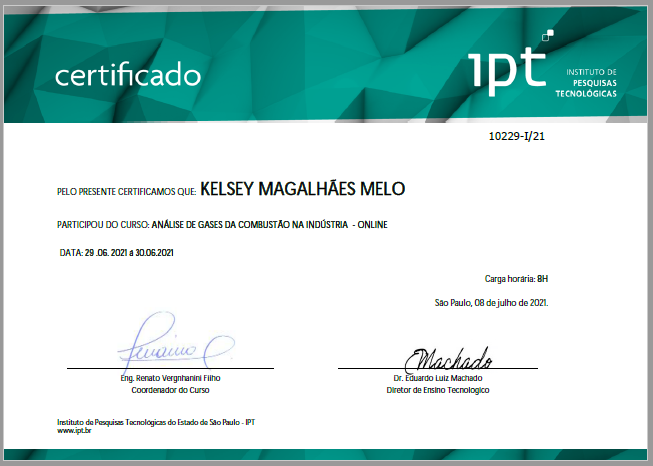 certificado
ipt
INSTITUTO DE
PESQUISAS
TECNOLÓGICAS
10229-I/21
PELO PRESENTE CERTIFICAMOS QUE: KELSEY MAGALHÃES MELO
PARTICIPOU DO CURSO: ANÁLISE DE GASES DA COMBUSTÃO NA INDÚSTRIA - ONLINE
DATA: 29 .06. 2021 á 30.06.2021
Carga horária: 8H
São Paulo, 08 de julho de 2021.
Machado
Eng. Renato Vergnhanini Filho
Dr. Eduardo Luiz Machado
Coordenador do Curso
Diretor de Ensino Tecnologico
Instituto de Pesquisas Tecnológicas do Estado de São Paulo - IPT
www.ipt.br